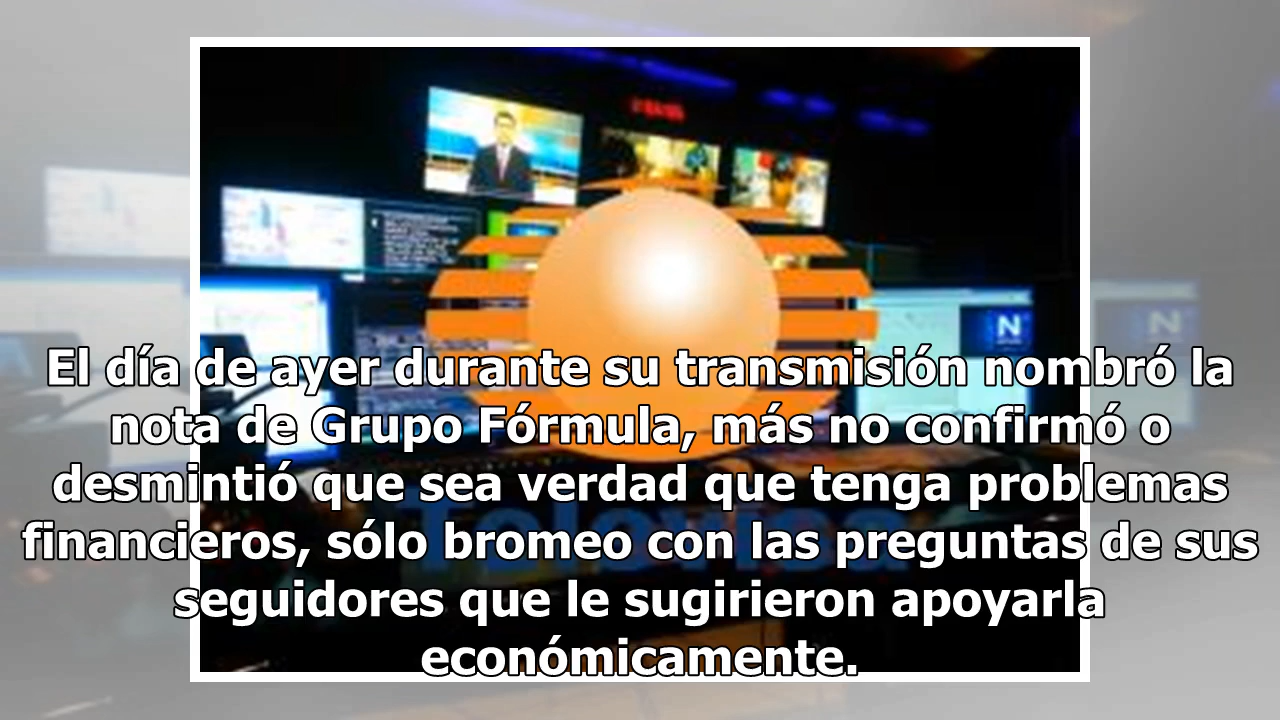 El día de ayer durante su transmisión nombró la
nota de Grupo Fórmula, más no confirmó o
desmintió que sea verdad que tenga problemas
financieros, sólo bromeo con las preguntas de sus
seguidores que le sugirieron apoyarla
económicamente.
N
Televisa